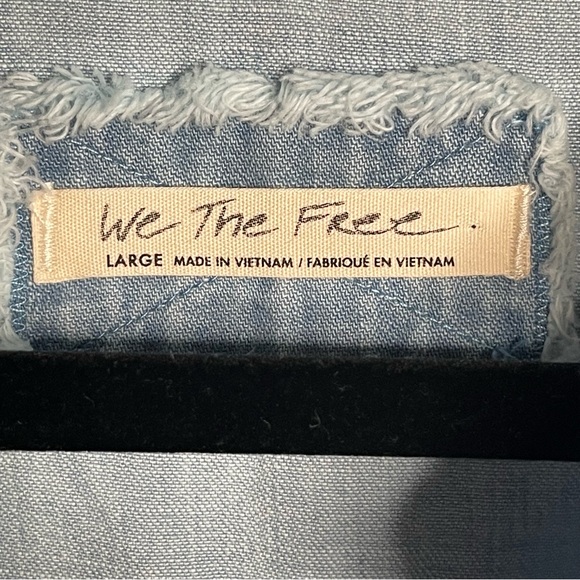 We The Free.
LARGE MADE IN VIETNAM / FABRIQUÉ EN VIETNAM